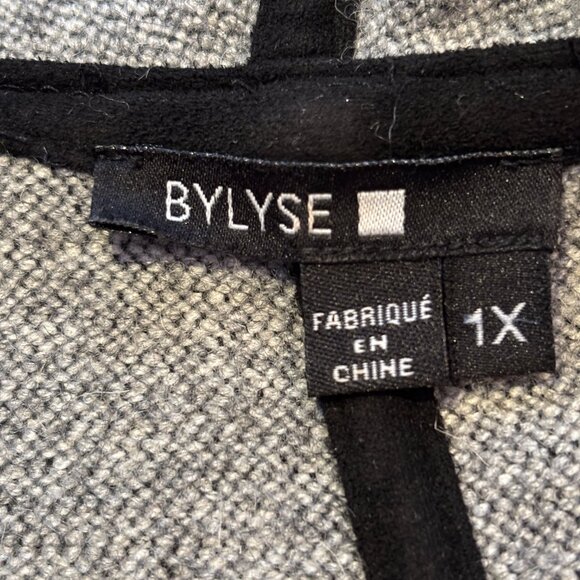 BYLYSE
FABRIQUÉ
EN
CHINE
1X